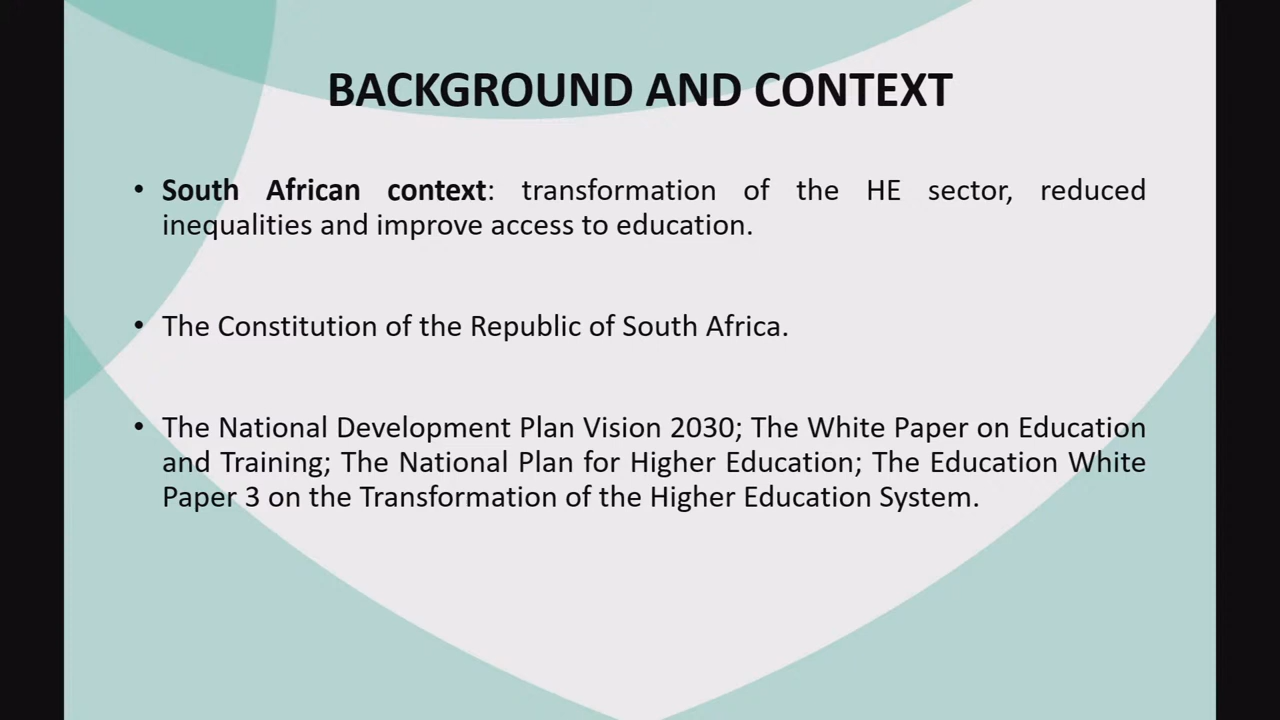 BACKGROUND AND CONTEXT
• South African context: transformation of the HE sector, reduced
inequalities and improve access to education.
• The Constitution of the Republic of South Africa.
• The National Development Plan Vision 2030; The White Paper on Education
and Training; The National Plan for Higher Education; The Education White
Paper 3 on the Transformation of the Higher Education System.